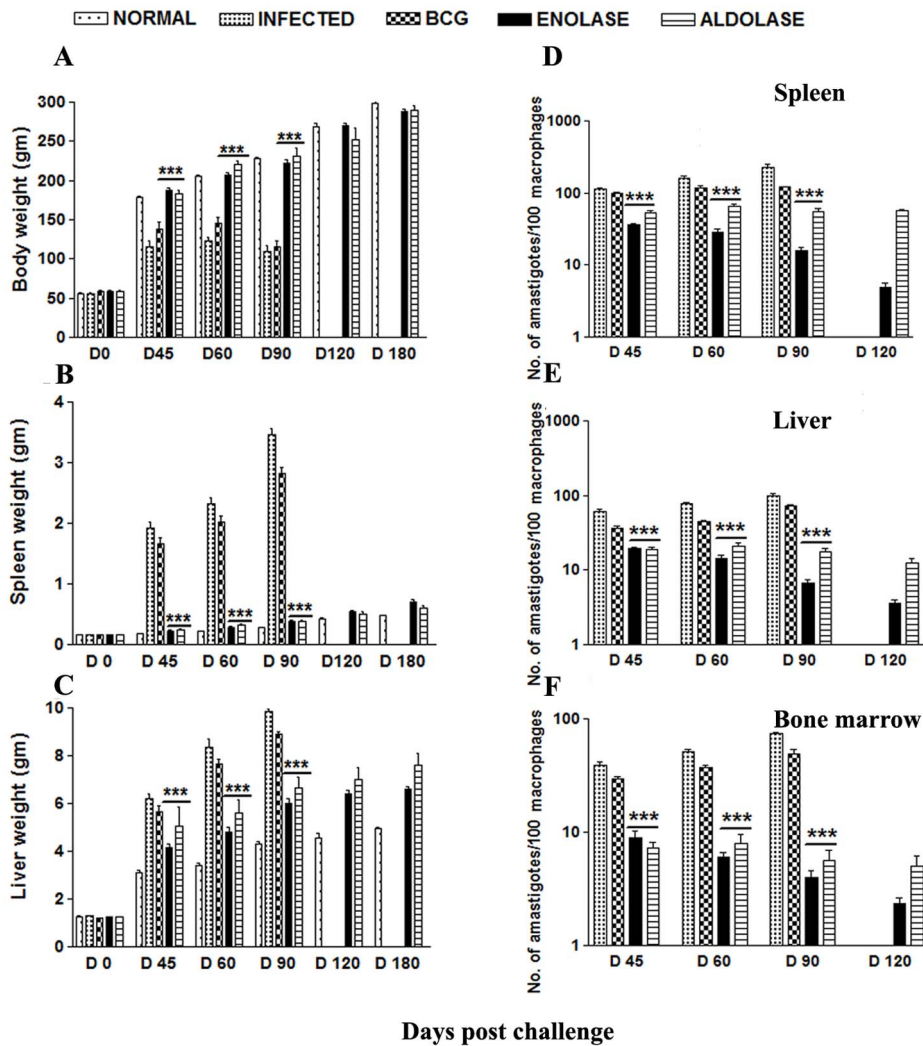 NORMAL INFECTED BCG ENOLASE ALDOLASE
A
Body weight (gm)
300
250
200
150
100
50
0
*** *** ***
D0 D45 D60 D90 D120 D 180
B
Spleen weight (gm)
4
3
2
1
0
*** *** ***
D 0 D 45 D 60 D 90 D120 D 180
C
Liver weight (gm)
10
8
6
4
2
0
*** *** ***
D 0 D 45 D 60 D 90 D 120 D 180
D
Spleen
No. of amastigotes/100 macrophages
1000
100
10
1
*** *** ***
D 45 D 60 D 90 D 120
E
Liver
No. of amastigotes/100 macrophages
1000
100
10
1
*** *** ***
D 45 D 60 D 90 D 120
F
Bone marrow
No. of amastigotes/100 macrophages
100
10
1
*** *** ***
D 45 D 60 D 90 D 120
Days post challenge